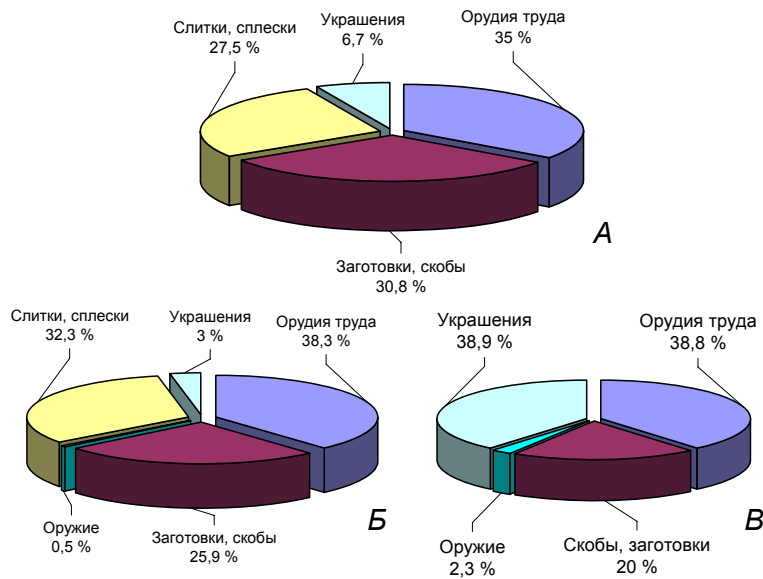 Слитки, сплески
27,5 %
Украшения
6,7 %
Орудия труда
35 %
А
Заготовки, скобы
30,8 %
Слитки, сплески
32,3 %
Украшения
3 %
Орудия труда
38,3 %
Оружие
0,5 %
Заготовки, скобы
25,9 %
Б
Украшения
38,9 %
Орудия труда
38,8 %
Оружие
2,3 %
Скобы, заготовки
20 %
В